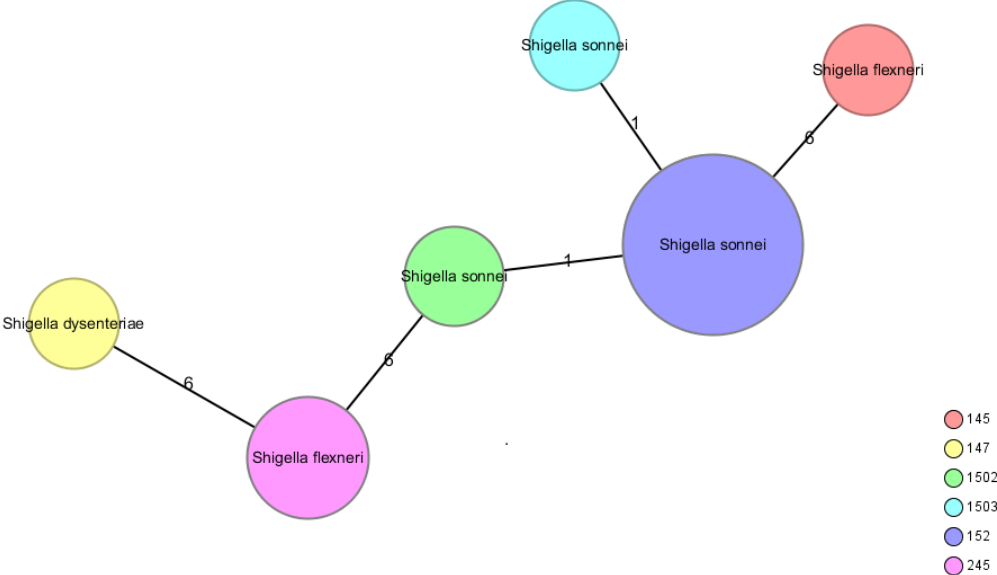 Shigella sonnei
Shigella flexneri
1
6
Shigella sonnei
1
Shigella sonnei
Shigella dysenteriae
6
6
Shigella flexneri
145
147
1502
1503
152
245